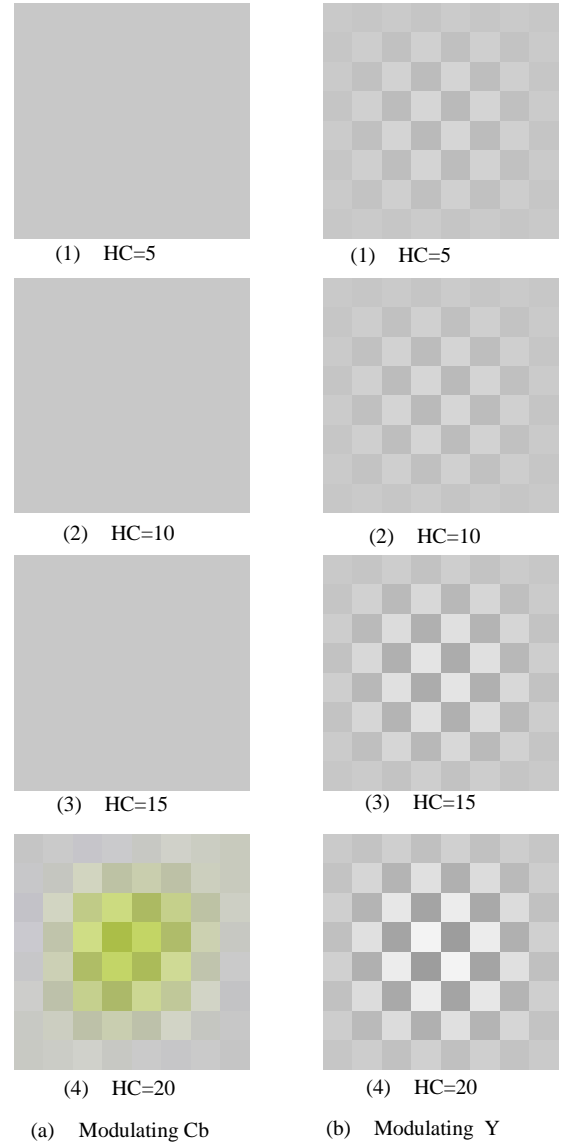 (1) HC=5
(1) HC=5
(2) HC=10
(2) HC=10
(3) HC=15
(3) HC=15
(4) HC=20
(4) HC=20
(a) Modulating Cb
(b) Modulating Y